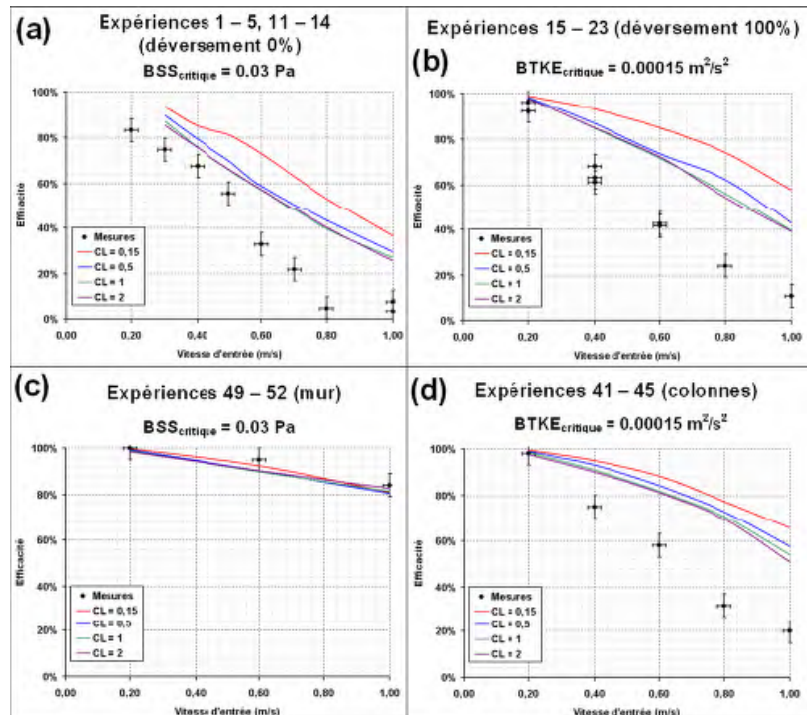 (a)
Expériences 1 – 5, 11 – 14
(déversement 0%)
BSScritique = 0.03 Pa
100%
80%
60%
40%
20%
0%
Efficacité
Mesures
CL = 0,15
CL = 0,5
CL = 1
CL = 2
0,00 0,20 0,40 0,60 0,80 1,00
Vitesse d'entrée (m/s)
Expériences 15 – 23 (déversement 100%)
(b)
BTKEcritique = 0.00015 m²/s²
100%
80%
60%
40%
20%
0%
Efficacité
Mesures
CL = 0,15
CL = 0,5
CL = 1
CL = 2
0,00 0,20 0,40 0,60 0,80 1,00
Vitesse d'entrée (m/s)
(c)
Expériences 49 – 52 (mur)
BSScritique = 0.03 Pa
100%
80%
60%
40%
20%
0%
Efficacité
Mesures
CL = 0,15
CL = 0,5
CL = 1
CL = 2
0,00 0,20 0,40 0,60 0,80 1,00
Vitesse d'entrée (m/s)
(d)
Expériences 41 – 45 (colonnes)
BTKEcritique = 0.00015 m²/s²
100%
80%
60%
40%
20%
0%
Efficacité
Mesures
CL = 0,15
CL = 0,5
CL = 1
CL = 2
0,00 0,20 0,40 0,60 0,80 1,00
Vitesse d'entrée (m/s)